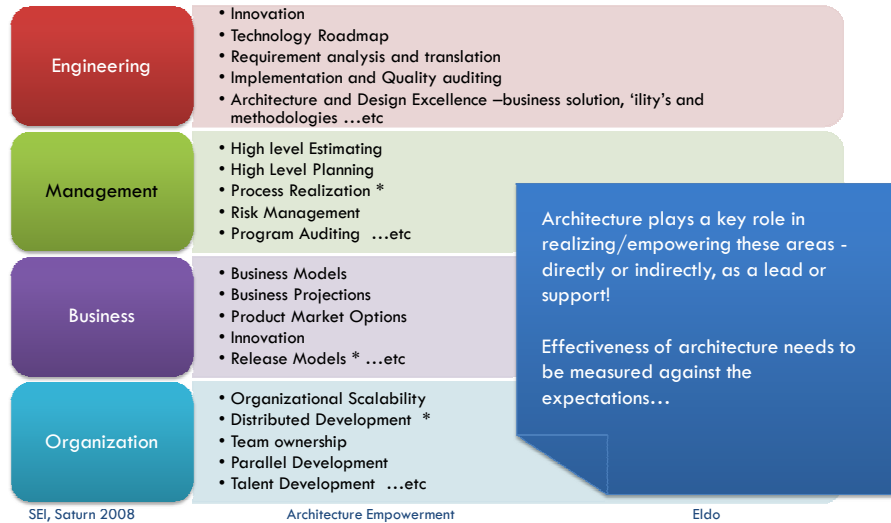 Engineering
• Innovation
• Technology Roadmap
• Requirement analysis and translation
• Implementation and Quality auditing
• Architecture and Design Excellence –business solution, ‘ility’s and
methodologies …etc
Management
• High level Estimating
• High Level Planning
• Process Realization *
• Risk Management
• Program Auditing …etc
Business
• Business Models
• Business Projections
• Product Market Options
• Innovation
• Release Models * …etc
Organization
• Organizational Scalability
• Distributed Development *
• Team ownership
• Parallel Development
• Talent Development …etc
Architecture plays a key role in
realizing/empowering these areas -
directly or indirectly, as a lead or
support!
Effectiveness of architecture needs to
be measured against the
expectations…
SEI, Saturn 2008
Architecture Empowerment
Eldo